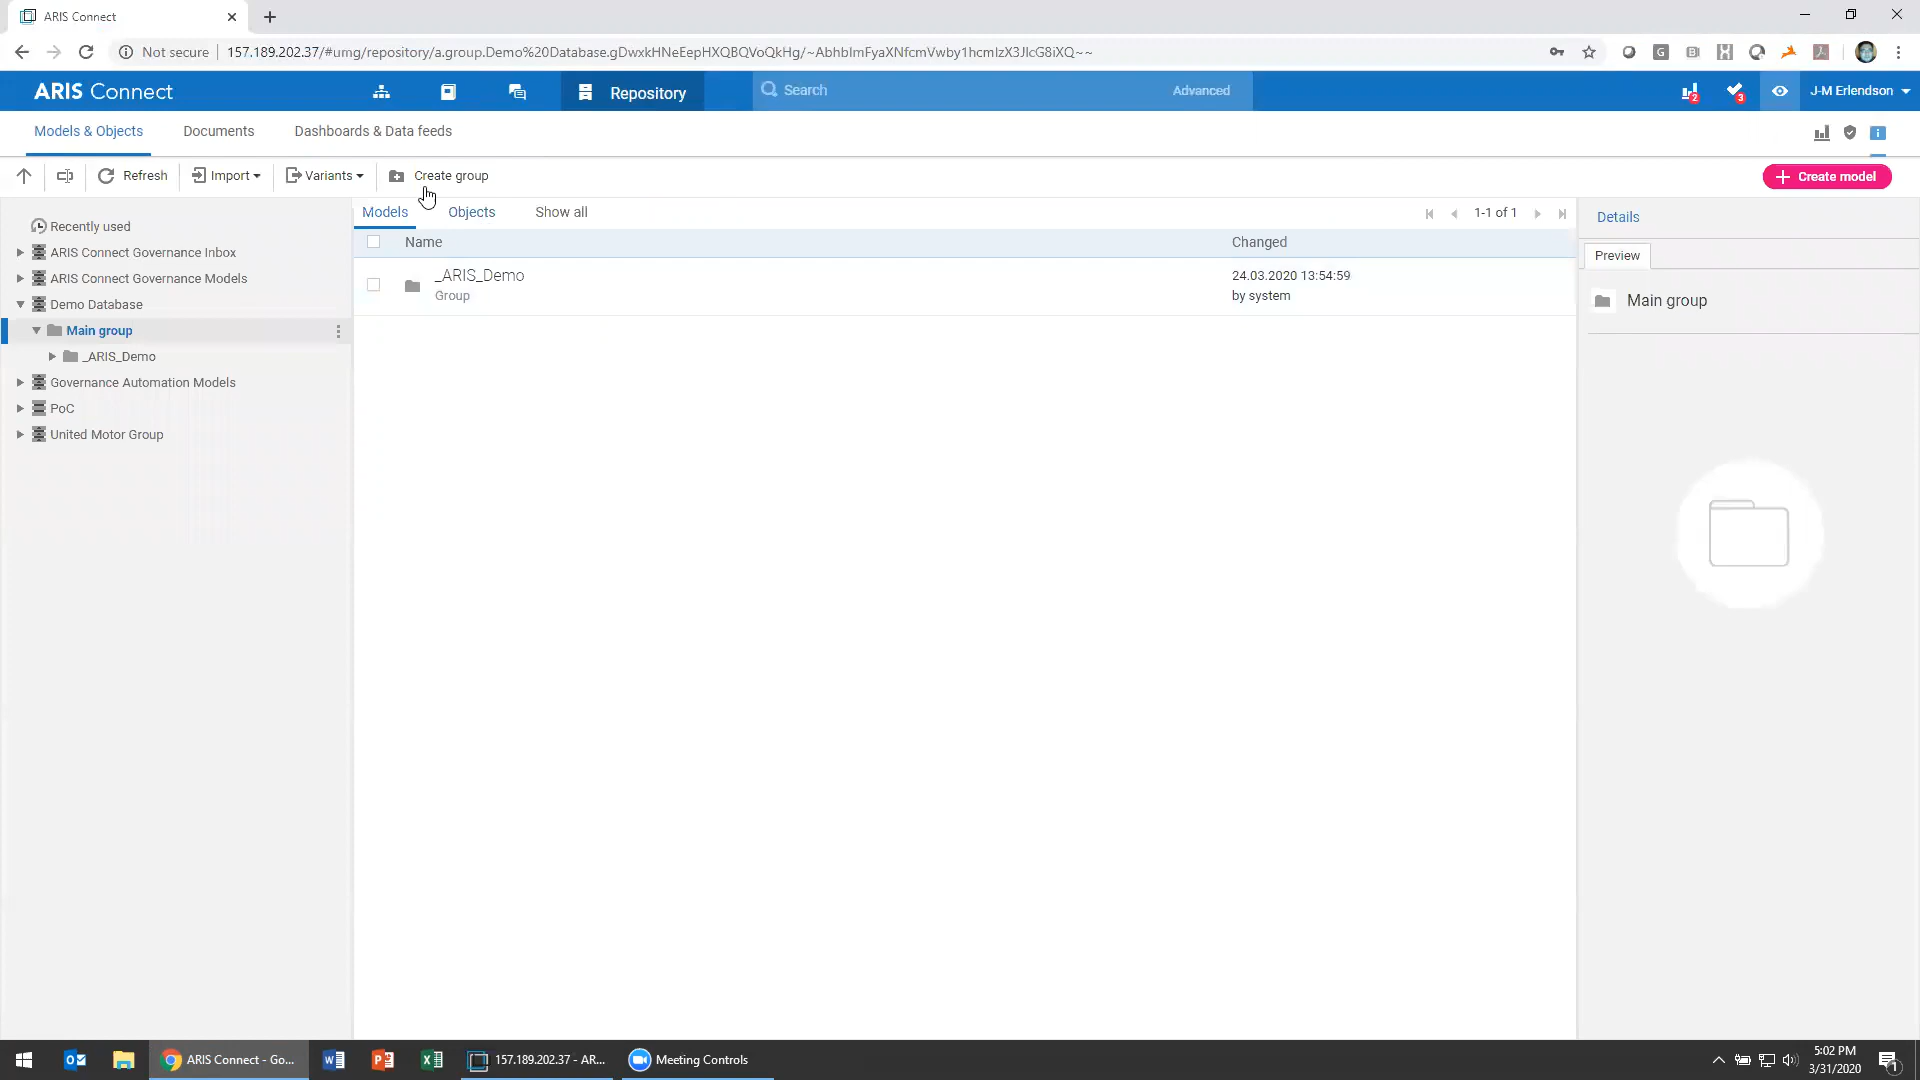 ARIS Connect
Not secure
157.189.202.37/#umg/repository/a.group.Demo%20Database.gDwxkHNeEepHXQBQVoQkHg/~AbhbImFyaXNfcmVwby1hcmlzX3JlcG8iXQ~~
ARIS Connect
Repository
Search
Advanced
2
3
J-M Erlendson
Models & Objects
Documents
Dashboards & Data feeds
Refresh
Import
Variants
Create group
Create model
Recently used
ARIS Connect Governance Inbox
ARIS Connect Governance Models
Demo Database
Main group
_ARIS_Demo
Governance Automation Models
PoC
United Motor Group
Models
Objects
Show all
1-1 of 1
Name
Changed
_ARIS_Demo
Group
24.03.2020 13:54:59
by system
Details
Preview
Main group
ARIS Connect - Go...
157.189.202.37 - AR...
Meeting Controls
5:02 PM
3/31/2020
1